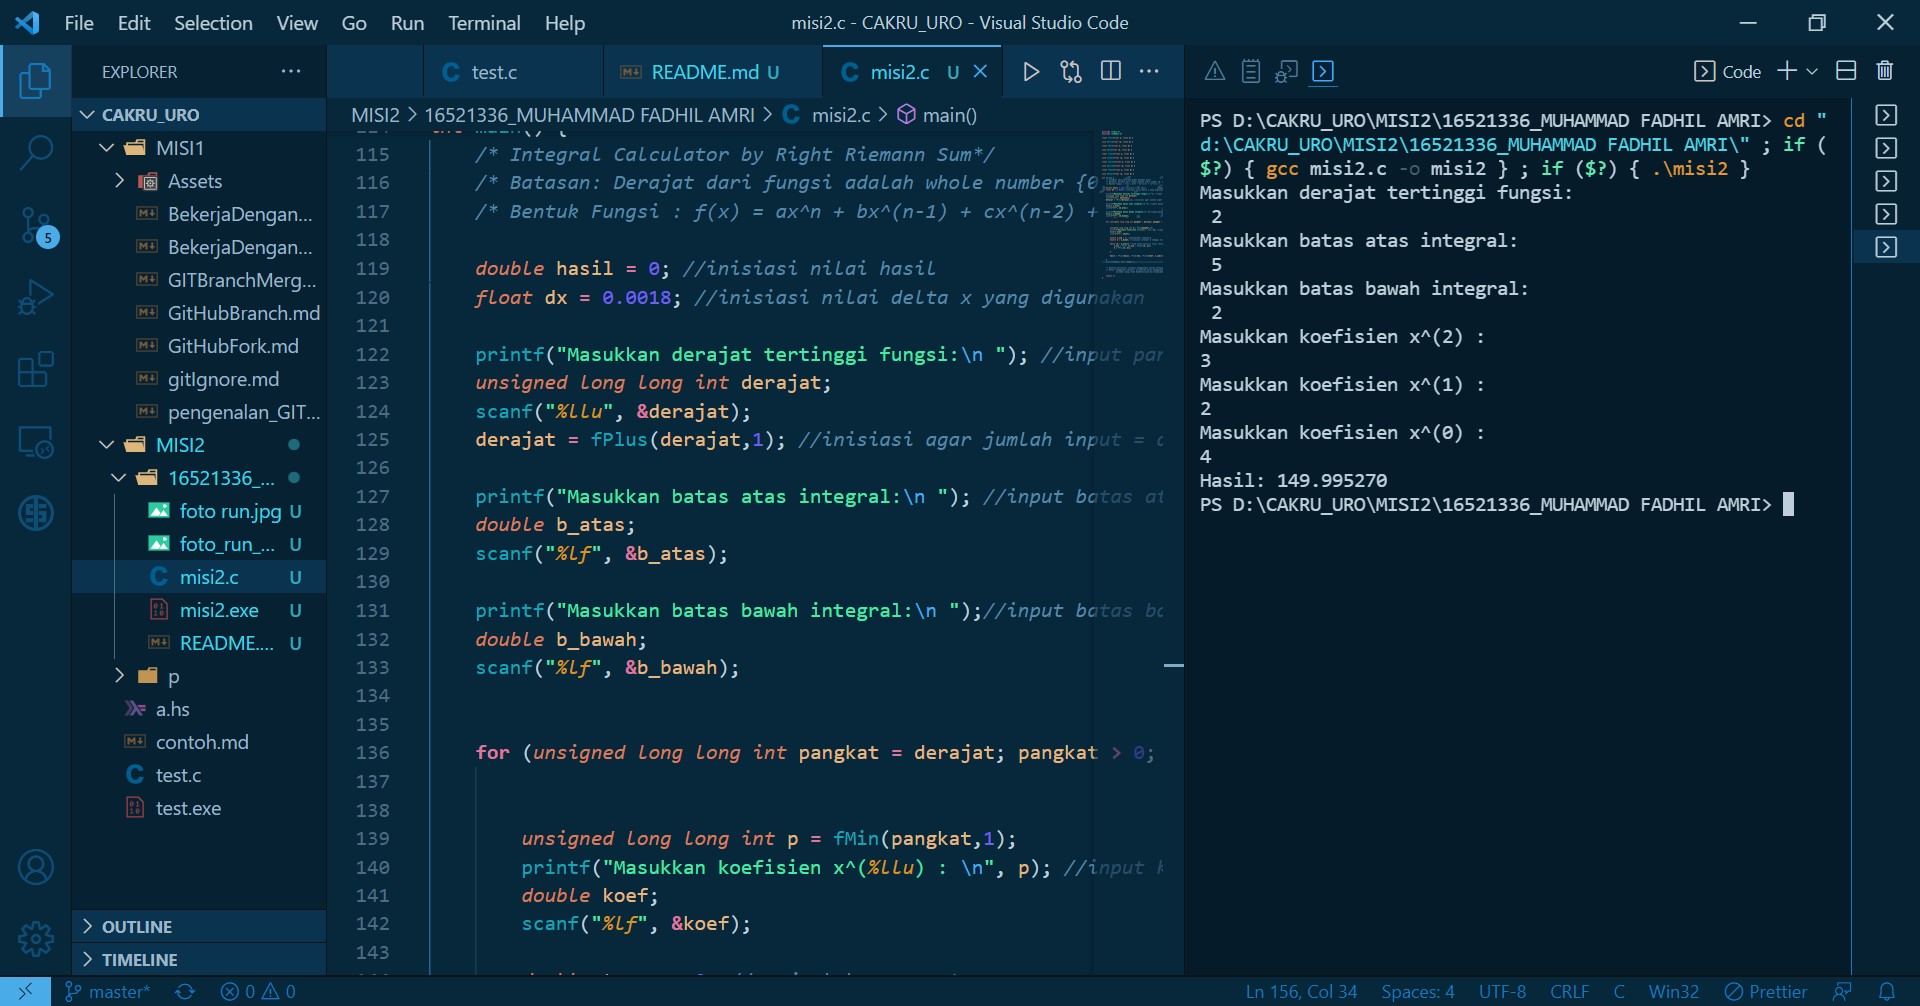 File Edit Selection View Go Run Terminal Help
misi2.c - CAKRU_URO - Visual Studio Code
EXPLORER
CAKRU_URO
MISI1
Assets
BekerjaDengan...
BekerjaDengan...
GITBranchMerg...
GitHubBranch.md
GitHubFork.md
gitIgnore.md
pengenalan_GIT...
MISI2
16521336_...
foto run.jpg U
foto_run_... U
misi2.c U
misi2.exe U
README.... U
p
a.hs
contoh.md
test.c
test.exe
OUTLINE
TIMELINE
5
test.c
README.md U
misi2.c U
MISI2 > 16521336_MUHAMMAD FADHIL AMRI > C misi2.c > main()
115 /* Integral Calculator by Right Riemann Sum*/
116 /* Batasan: Derajat dari fungsi adalah whole number {0
117 /* Bentuk Fungsi : f(x) = ax^n + bx^(n-1) + cx^(n-2) +
118
119 double hasil = 0; //inisiasi nilai hasil
120 float dx = 0.0018; //inisiasi nilai delta x yang digunakan
121
122 printf("Masukkan derajat tertinggi fungsi:\n "); //input
123 unsigned long long int derajat;
124 scanf("%llu", &derajat);
125 derajat = fPlus(derajat,1); //inisiasi agar jumlah input =
126
127 printf("Masukkan batas atas integral:\n "); //input batas
128 double b_atas;
129 scanf("%lf", &b_atas);
130
131 printf("Masukkan batas bawah integral:\n ");//input batas
132 double b_bawah;
133 scanf("%lf", &b_bawah);
134
135
136 for (unsigned long long int pangkat = derajat; pangkat > 0;
137
138
139 unsigned long long int p = fMin(pangkat,1);
140 printf("Masukkan koefisien x^(%llu) : \n", p); //input
141 double koef;
142 scanf("%lf", &koef);
143
Code
PS D:\CAKRU_URO\MISI2\16521336_MUHAMMAD FADHIL AMRI> cd "
d:\CAKRU_URO\MISI2\16521336_MUHAMMAD FADHIL AMRI\" ; if (
$?) { gcc misi2.c -o misi2 } ; if ($?) { .\misi2 }
Masukkan derajat tertinggi fungsi:
2
Masukkan batas atas integral:
5
Masukkan batas bawah integral:
2
Masukkan koefisien x^(2) :
3
Masukkan koefisien x^(1) :
2
Masukkan koefisien x^(0) :
4
Hasil: 149.995270
PS D:\CAKRU_URO\MISI2\16521336_MUHAMMAD FADHIL AMRI>
master* 0 0 Ln 156, Col 34 Spaces: 4 UTF-8 CRLF C Win32 Prettier